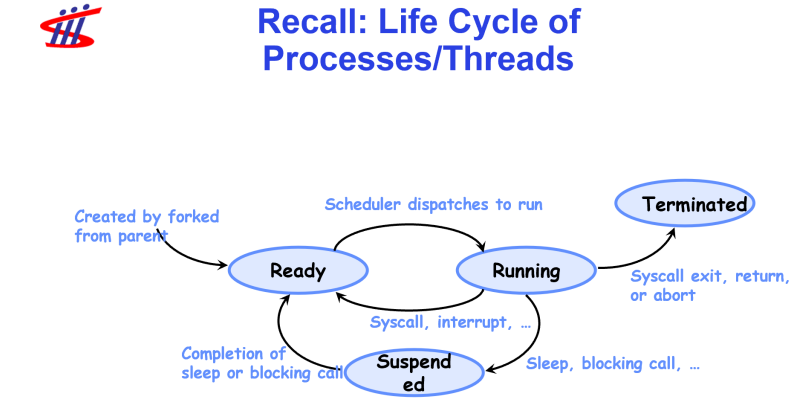 Recall: Life Cycle of
Processes/Threads
Created by forked
from parent
Scheduler dispatches to run
Terminated
Ready
Running
Syscall exit, return,
or abort
Syscall, interrupt, …
Completion of
sleep or blocking call
Suspend
ed
Sleep, blocking call, …